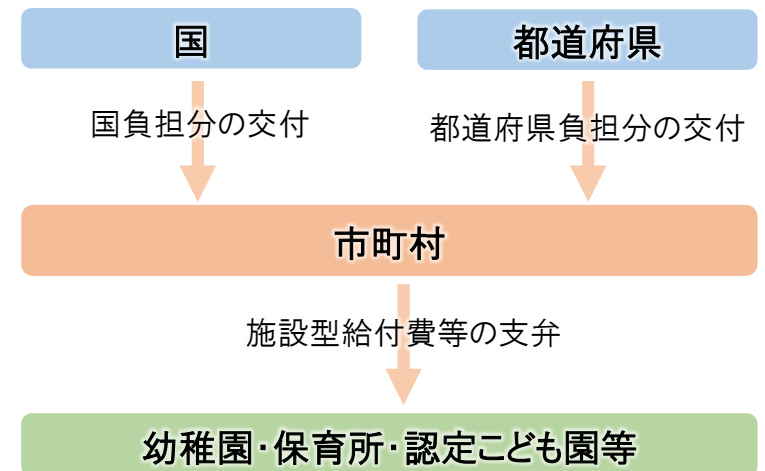 国
都道府県
国負担分の交付
都道府県負担分の交付
市町村
施設型給付費等の支弁
幼稚園･保育所･認定こども園等